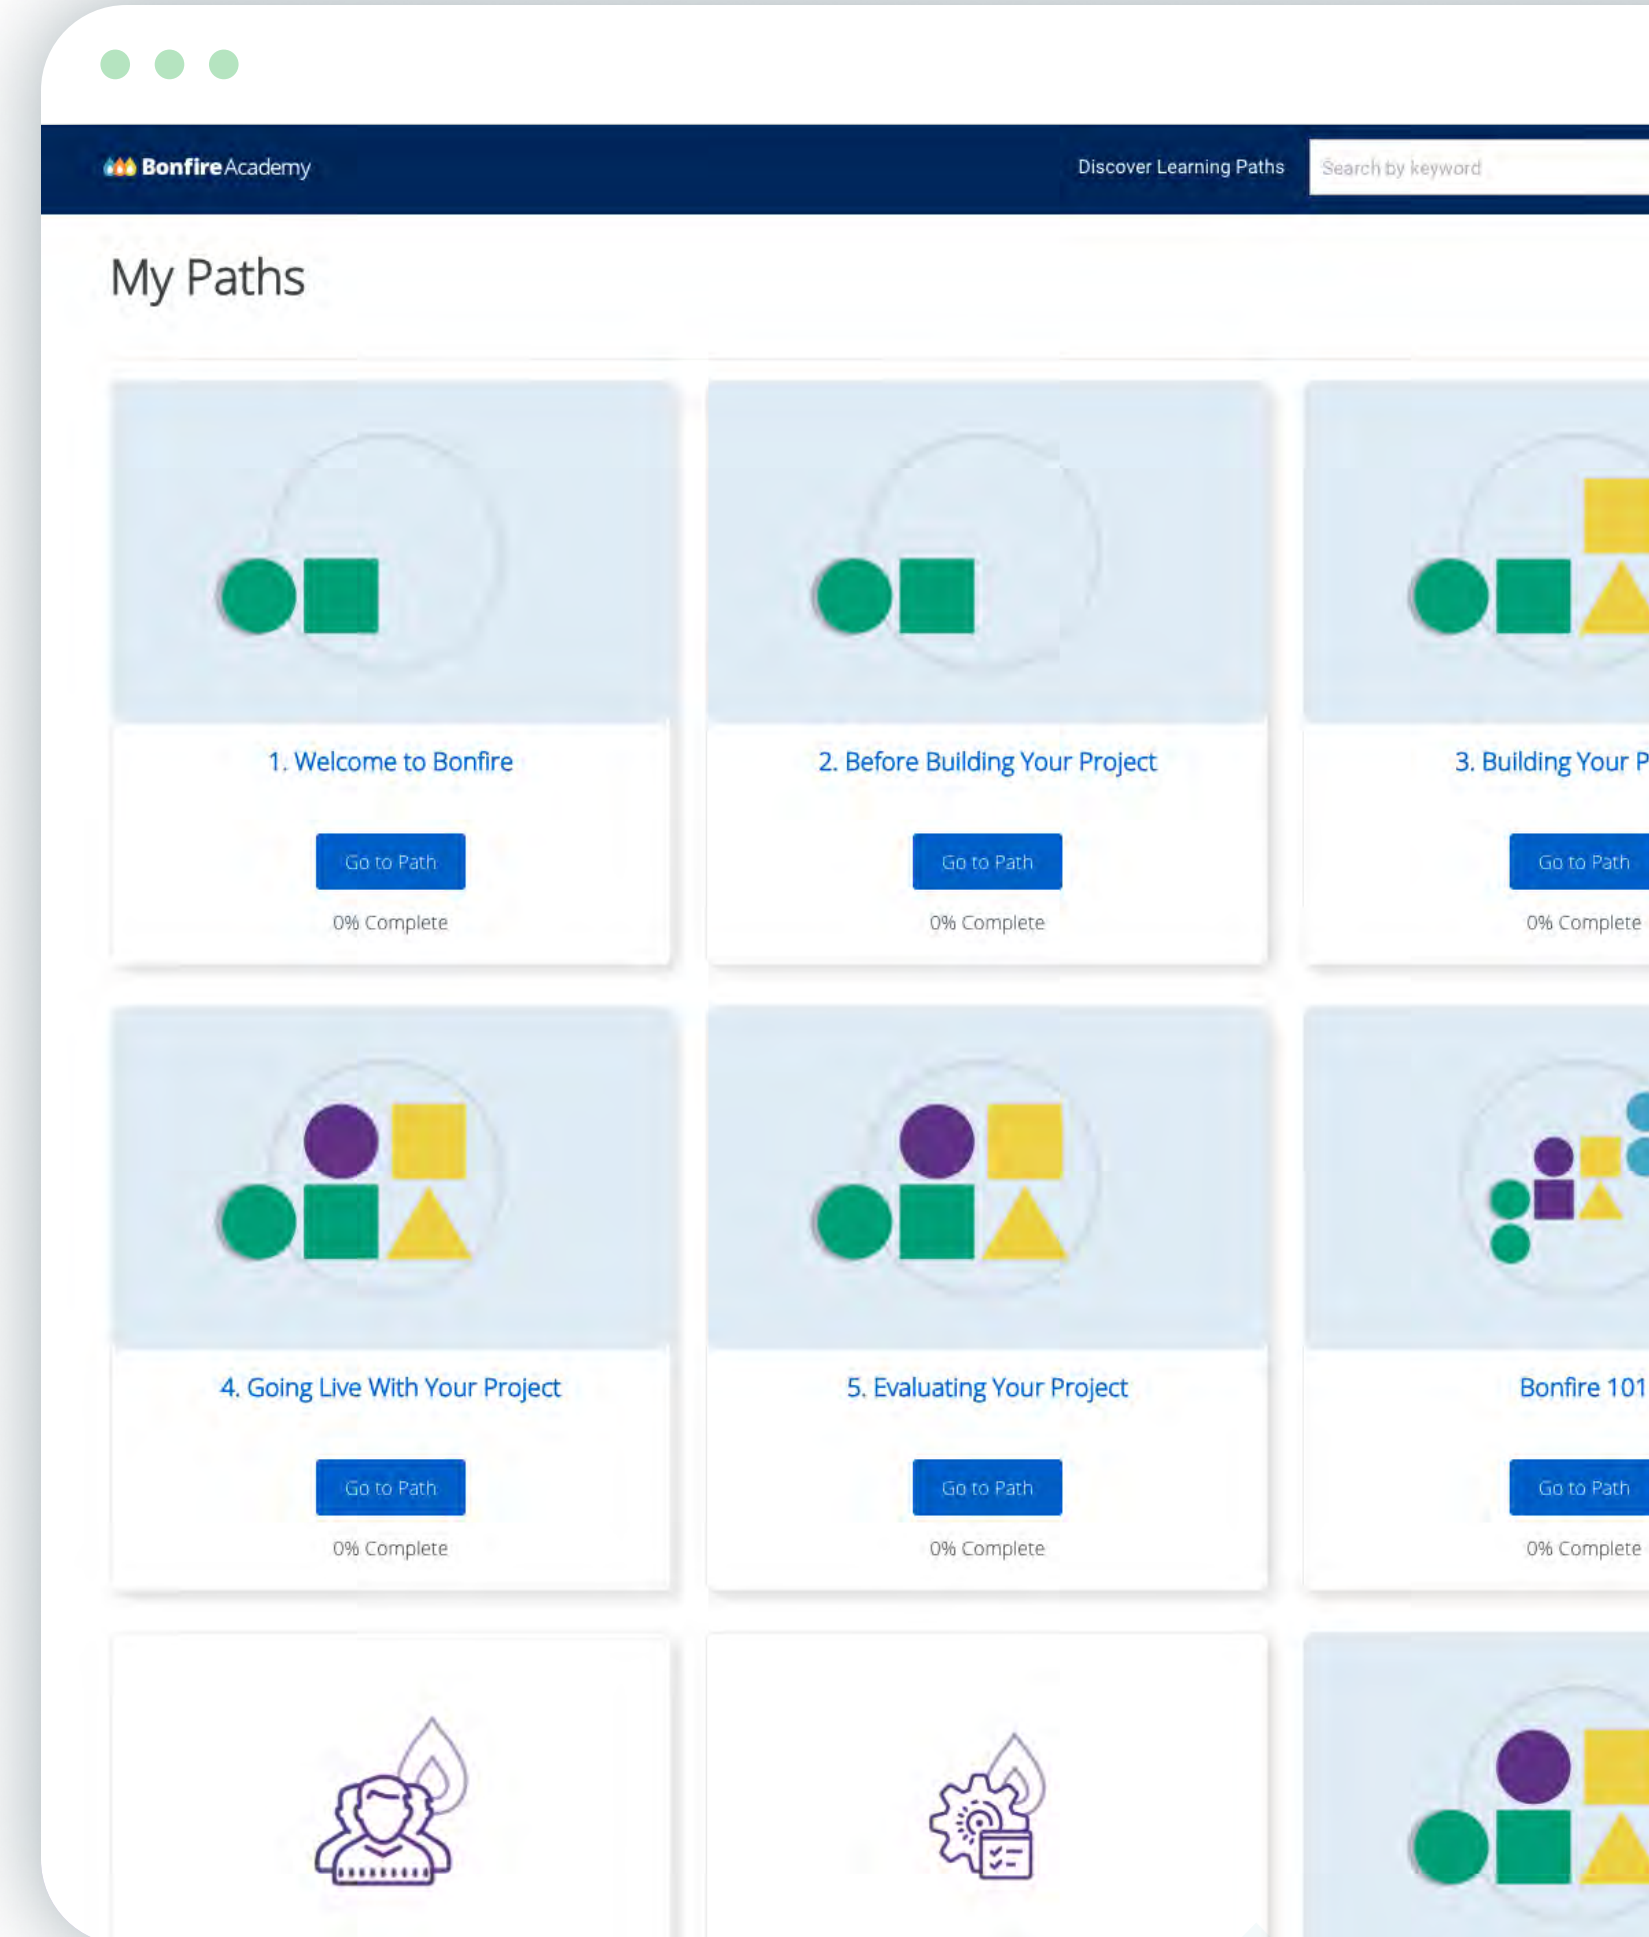 Bonfire Academy
Discover Learning Paths
Search by keyword
My Paths
1. Welcome to Bonfire
Go to Path
0% Complete
2. Before Building Your Project
Go to Path
0% Complete
3. Building Your P
Go to Path
0% Complete
4. Going Live With Your Project
Go to Path
0% Complete
5. Evaluating Your Project
Go to Path
0% Complete
Bonfire 101
Go to Path
0% Complete